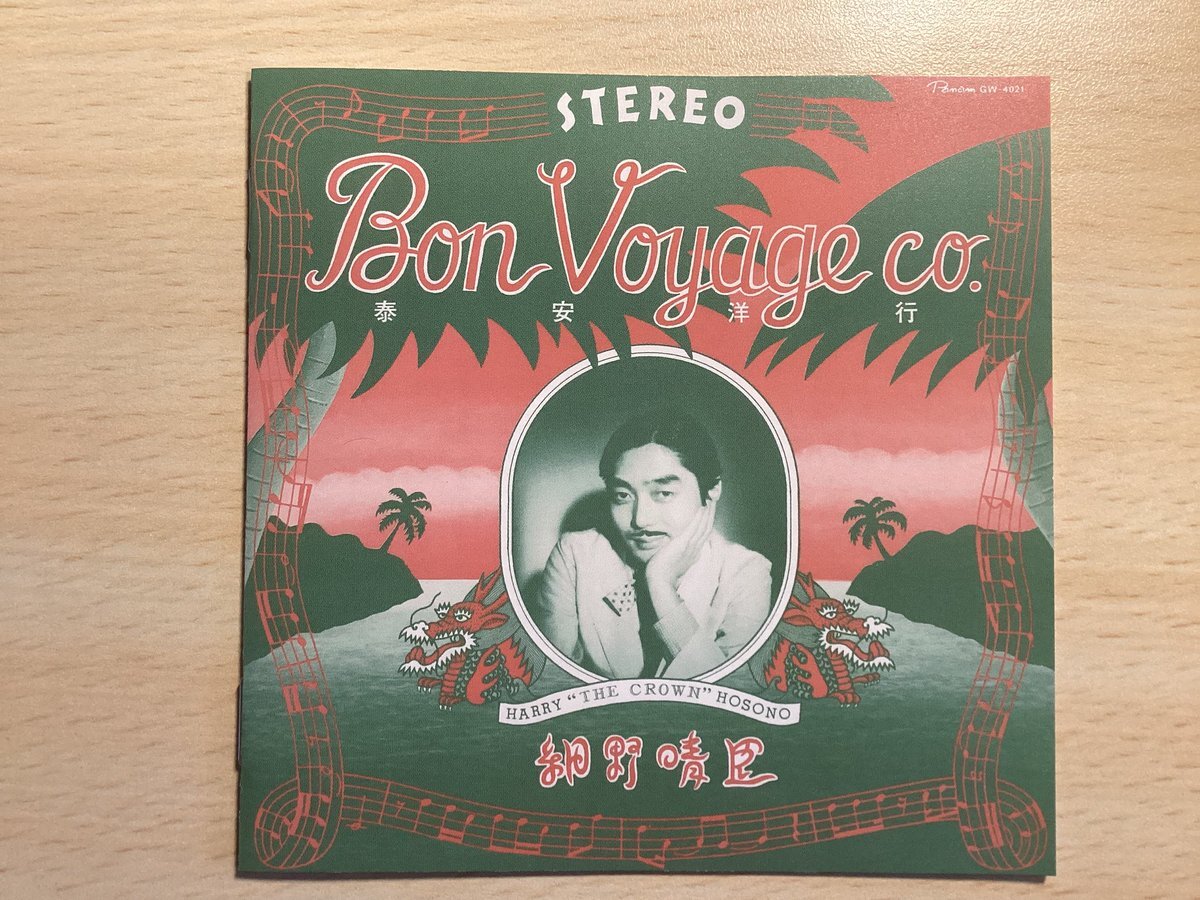 Panam GW-4021
STEREO
Bon Voyage co.
泰安洋行
HARRY "THE CROWN" HOSONO
細野晴臣